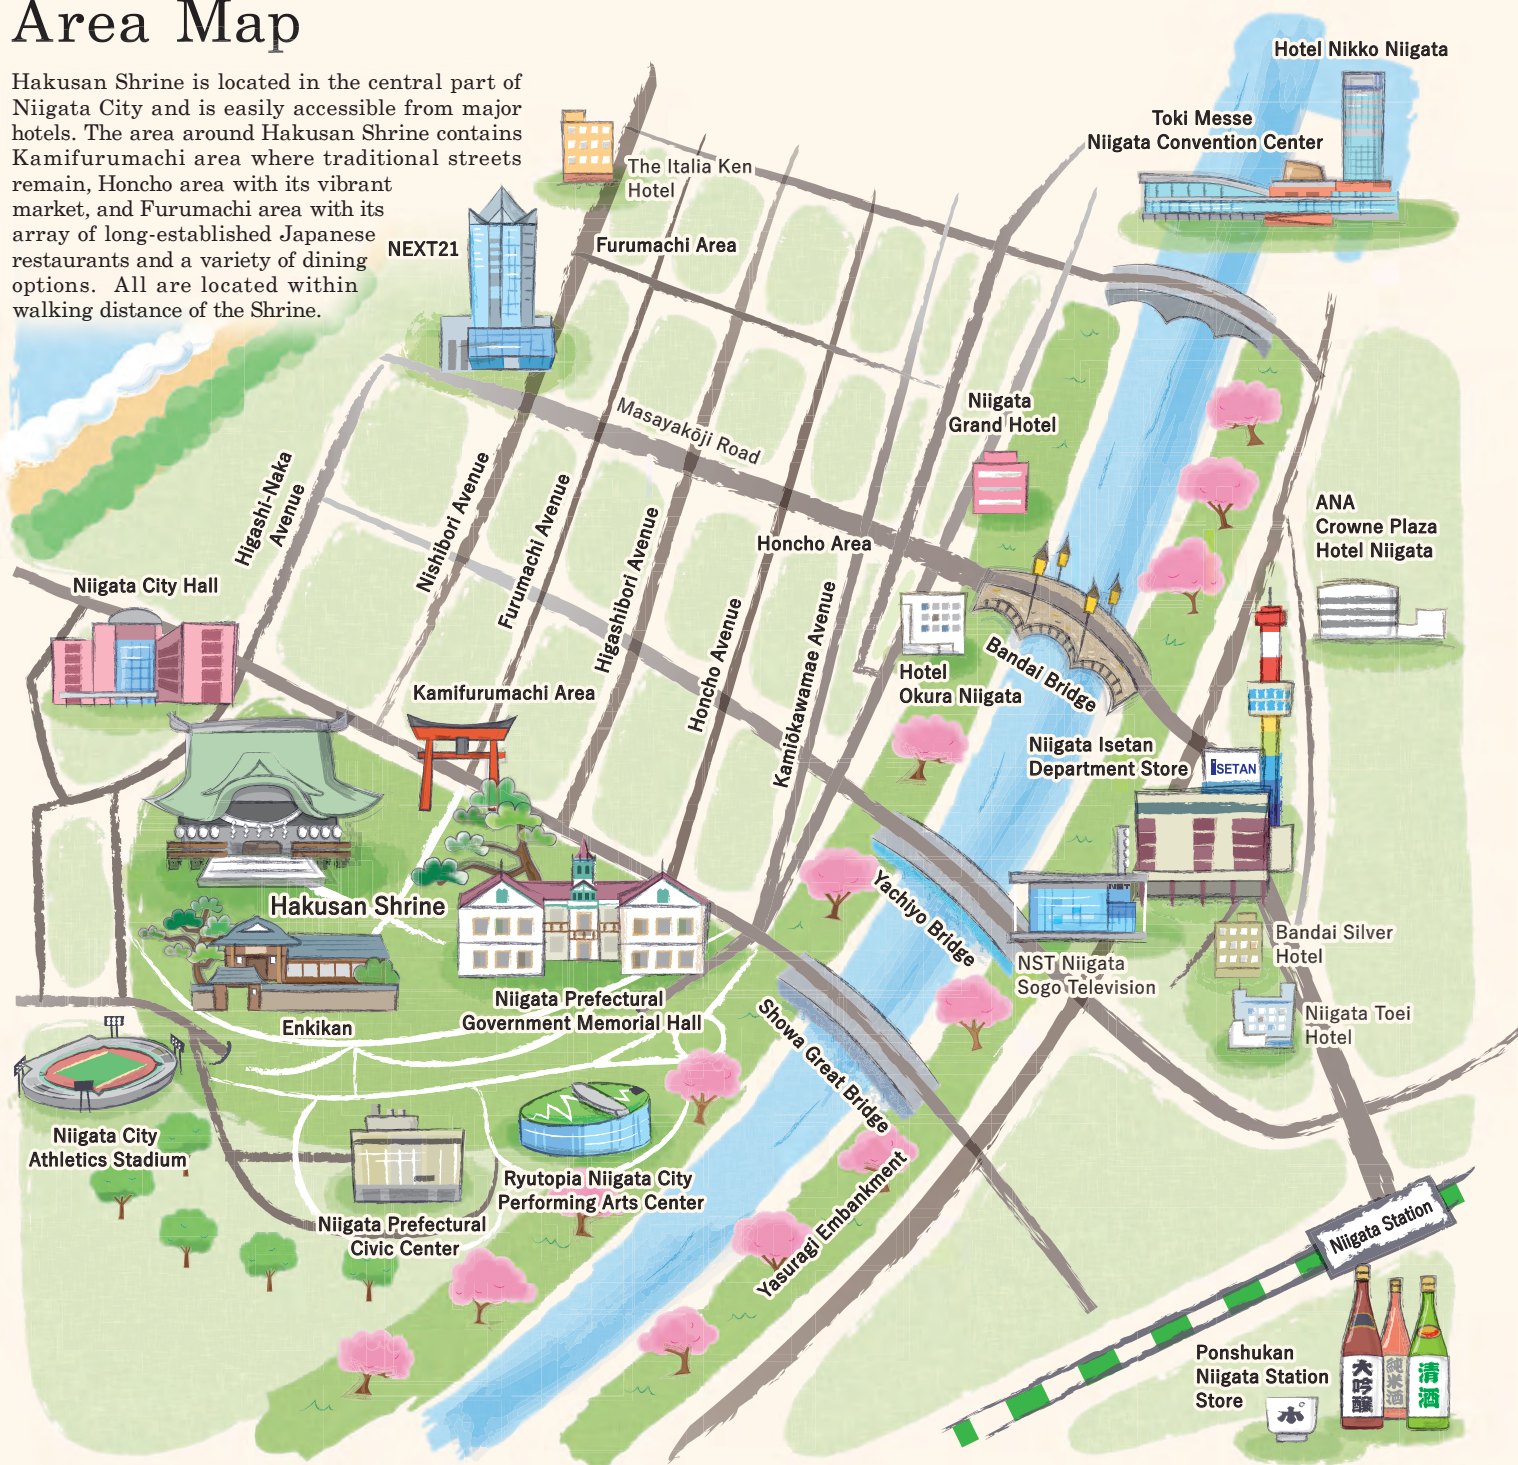 Area Map
Hakusan Shrine is located in the central part of
Niigata City and is easily accessible from major
hotels. The area around Hakusan Shrine contains
Kamifurumachi area where traditional streets
remain, Honcho area with its vibrant
market, and Furumachi area with its
array of long-established Japanese
restaurants and a variety of dining
options. All are located within
walking distance of the Shrine.
Hotel Nikko Niigata
Toki Messe
Niigata Convention Center
The Italia Ken
Hotel
NEXT21
Furumachi Area
Masayakōji Road
Niigata
Grand Hotel
Higashi-Naka
Avenue
Nishibori Avenue
Furumachi Avenue
Higashibori Avenue
Honcho Area
Honcho Avenue
Kamiōkawamae Avenue
ANA
Crowne Plaza
Hotel Niigata
Niigata City Hall
Kamifurumachi Area
Hotel
Okura Niigata
Bandai Bridge
Niigata Isetan
Department Store
ISETAN
Hakusan Shrine
Yachiyo Bridge
NST
NST Niigata
Sogo Television
Bandai Silver
Hotel
Niigata Toei
Hotel
Enkikan
Niigata Prefectural
Government Memorial Hall
Showa Great Bridge
Niigata City
Athletics Stadium
Niigata Prefectural
Civic Center
Ryutopia Niigata City
Performing Arts Center
Yasuragi Embankment
Niigata Station
Ponshukan
Niigata Station
Store
大吟醸
純米酒
清酒